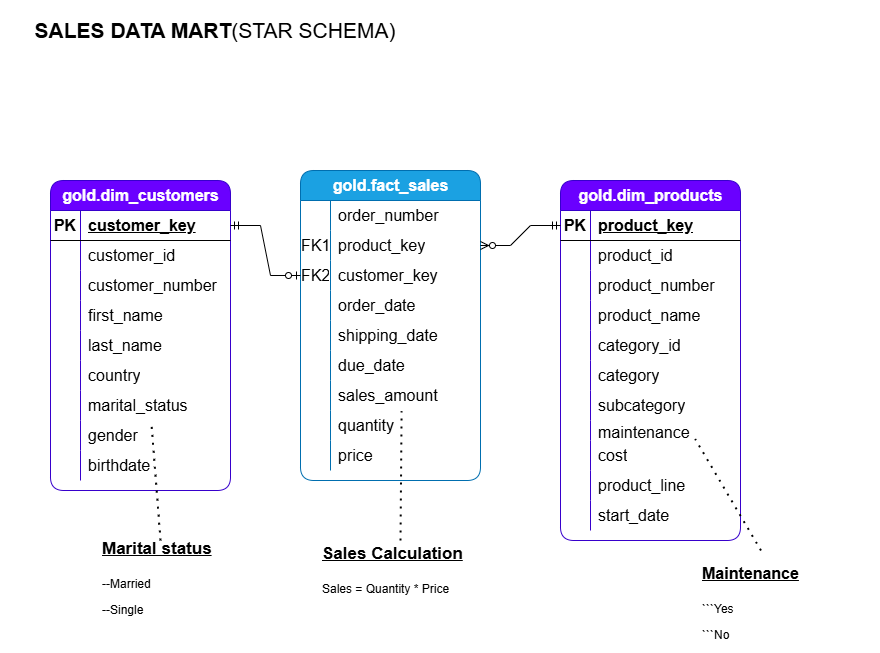 SALES DATA MART(STAR SCHEMA)
gold.dim_customers
PK customer_key
customer_id
customer_number
first_name
last_name
country
marital_status
gender
birthdate
gold.fact_sales
order_number
FK1 product_key
FK2 customer_key
order_date
shipping_date
due_date
sales_amount
quantity
price
gold.dim_products
PK product_key
product_id
product_number
product_name
category_id
category
subcategory
maintenance
cost
product_line
start_date
Marital status
--Married
--Single
Sales Calculation
Sales = Quantity * Price
Maintenance
```Yes
```No